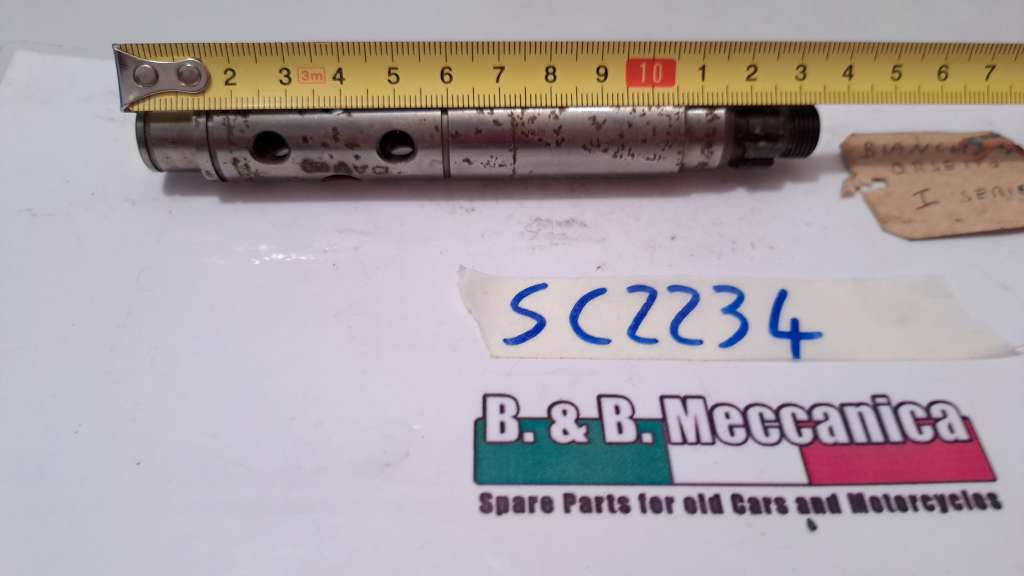 2 3 3m 4 5 6 7 8 9 10 1 2 3 4 5 6 7
I SERIE
SC2234
B. & B. Meccanica
Spare Parts for old Cars and Motorcycles